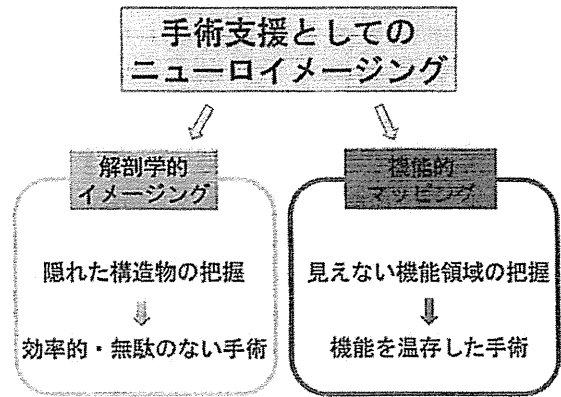 手術支援としての
ニューロイメージング
解剖学的
イメージング
隠れた構造物の把握
効率的・無駄のない手術
機能的
マッピング
見えない機能領域の把握
機能を温存した手術